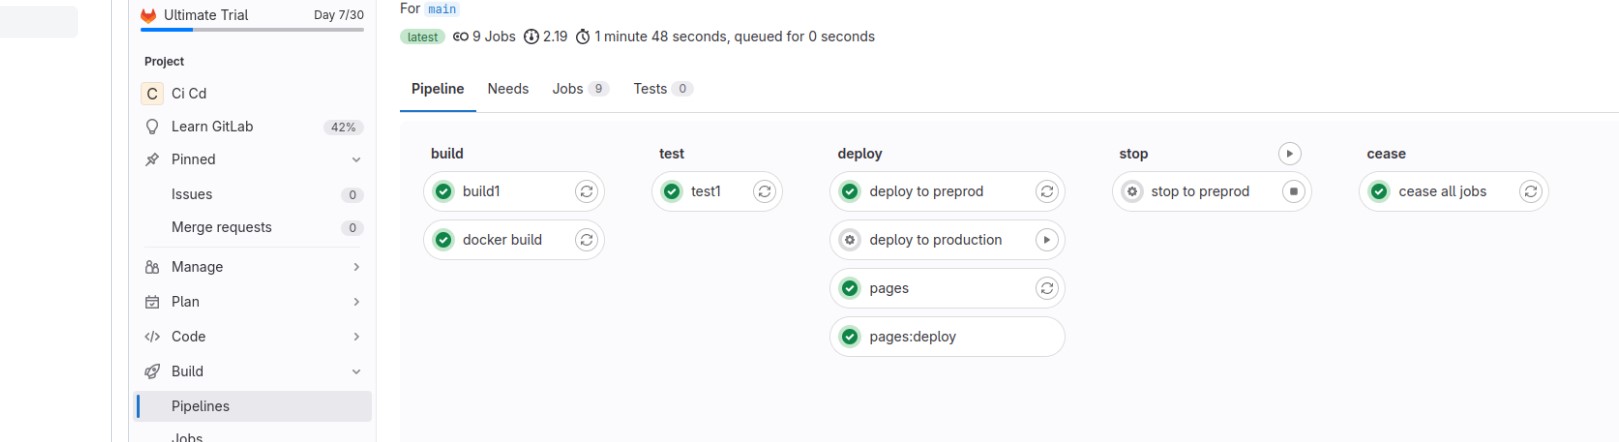 Ultimate Trial Day 7/30
Project
C Ci Cd
Learn GitLab 42%
Pinned
Issues 0
Merge requests 0
Manage
Plan
Code
Build
Pipelines
Jobs
For main
latest 9 Jobs 2.19 1 minute 48 seconds, queued for 0 seconds
Pipeline Needs Jobs 9 Tests 0
build test deploy stop cease
build1 test1 deploy to preprod stop to preprod cease all jobs
docker build deploy to production
pages
pages:deploy